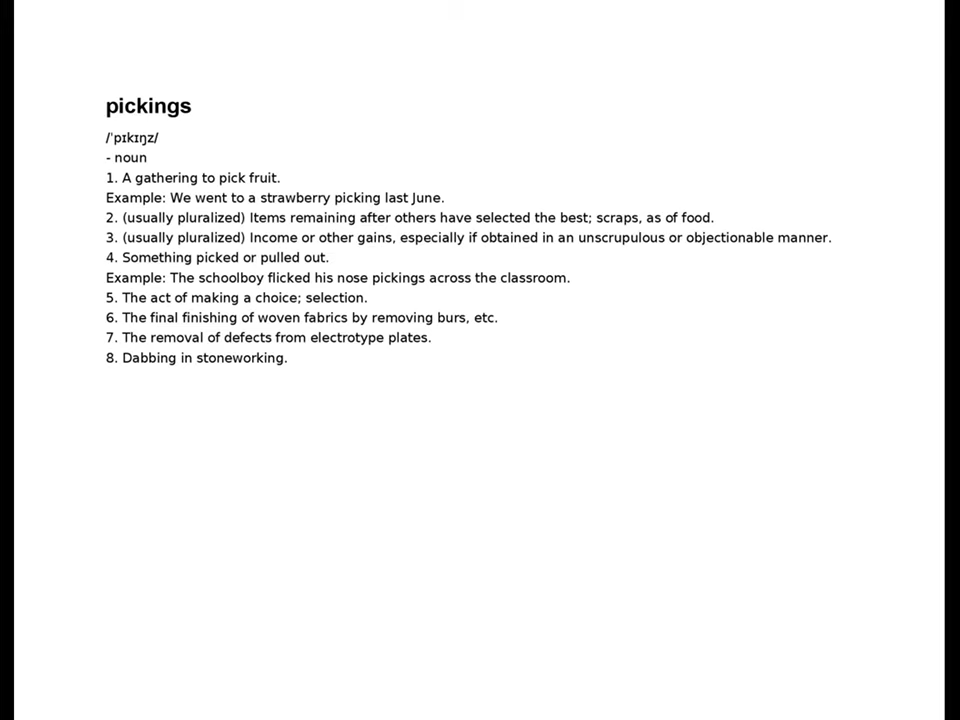 pickings
/ˈpɪkɪŋz/
- noun
1. A gathering to pick fruit.
Example: We went to a strawberry picking last June.
2. (usually pluralized) Items remaining after others have selected the best; scraps, as of food.
3. (usually pluralized) Income or other gains, especially if obtained in an unscrupulous or objectionable manner.
4. Something picked or pulled out.
Example: The schoolboy flicked his nose pickings across the classroom.
5. The act of making a choice; selection.
6. The final finishing of woven fabrics by removing burs, etc.
7. The removal of defects from electrotype plates.
8. Dabbing in stoneworking.